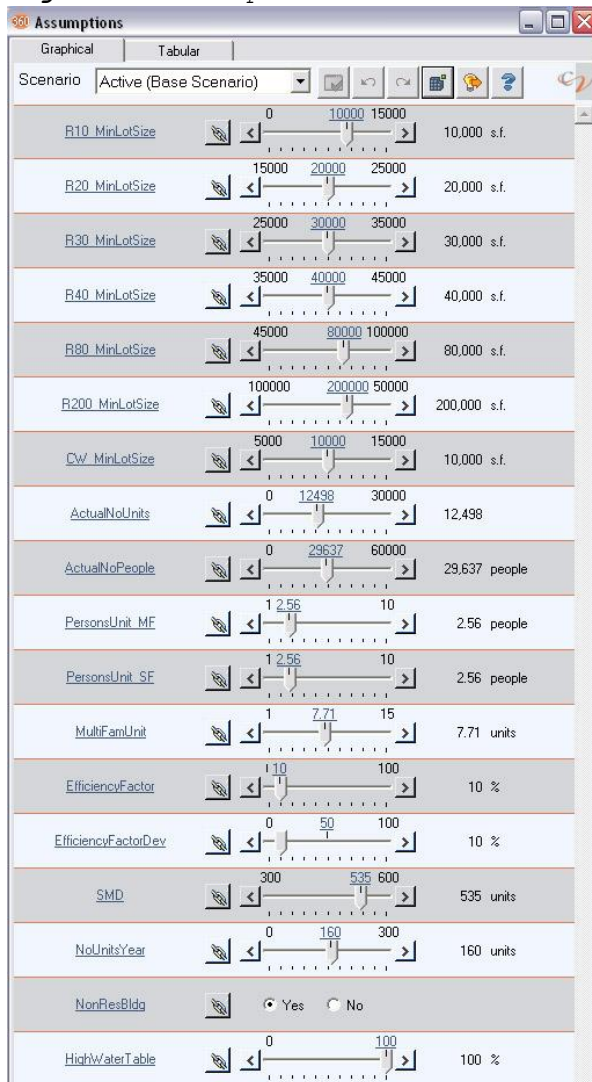 360 Assumptions
Graphical Tabular
Scenario Active (Base Scenario)
0 10000 15000
R10_MinLotSize 10,000 s.f.
15000 20000 25000
R20_MinLotSize 20,000 s.f.
25000 30000 35000
R30_MinLotSize 30,000 s.f.
35000 40000 45000
R40_MinLotSize 40,000 s.f.
45000 80000 100000
R80_MinLotSize 80,000 s.f.
100000 200000 50000
R200_MinLotSize 200,000 s.f.
5000 10000 15000
CW_MinLotSize 10,000 s.f.
0 12498 30000
ActualNoUnits 12,498
0 29637 60000
ActualNoPeople 29,637 people
1 2.56 10
PersonsUnit_MF 2.56 people
1 2.56 10
PersonsUnit_SF 2.56 people
1 7.71 15
MultiFamUnit 7.71 units
10 100
EfficiencyFactor 10 %
0 50 100
EfficiencyFactorDev 10 %
300 535 600
SMD 535 units
0 160 300
NoUnitsYear 160 units
NonResBldg Yes No
0 100
HighWaterTable 100 %